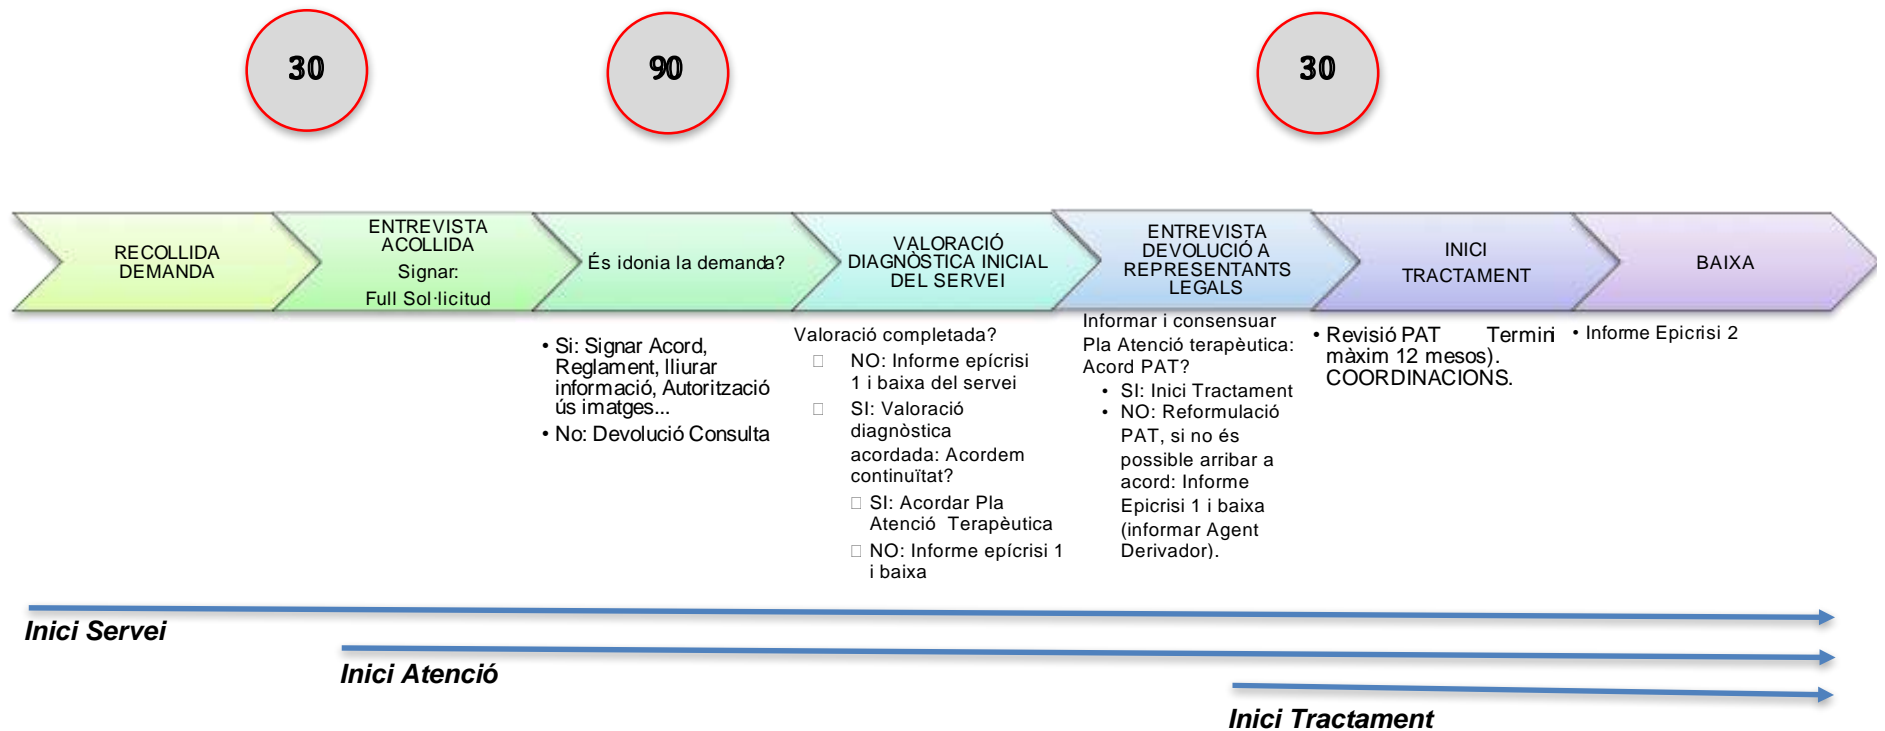 30
90
30
RECOLLIDA
DEMANDA
ENTREVISTA
ACOLLIDA
Signar:
Full Sol·licitud
És idonia la demanda?
VALORACIÓ
DIAGNÒSTICA INICIAL
DEL SERVEI
ENTREVISTA
DEVOLUCIÓ A
REPRESENTANTS
LEGALS
INICI
TRACTAMENT
BAIXA
• Si: Signar Acord,
Reglament, lliurar
informació, Autorització
ús imatges...
• No: Devolució Consulta
Valoració completada?
□ NO: Informe epícrisi
1 i baixa del servei
□ SI: Valoració
diagnòstica
acordada: Acordem
continuïtat?
□ SI: Acordar Pla
Atenció Terapèutica
□ NO: Informe epícrisi 1
i baixa
Informar i consensuar
Pla Atenció terapèutica:
Acord PAT?
• SI: Inici Tractament
• NO: Reformulació
PAT, si no és
possible arribar a
acord: Informe
Epicrisi 1 i baixa
(informar Agent
Derivador).
• Revisió PAT Termini
màxim 12 mesos).
COORDINACIONS.
• Informe Epicrisi 2
Inici Servei
Inici Atenció
Inici Tractament